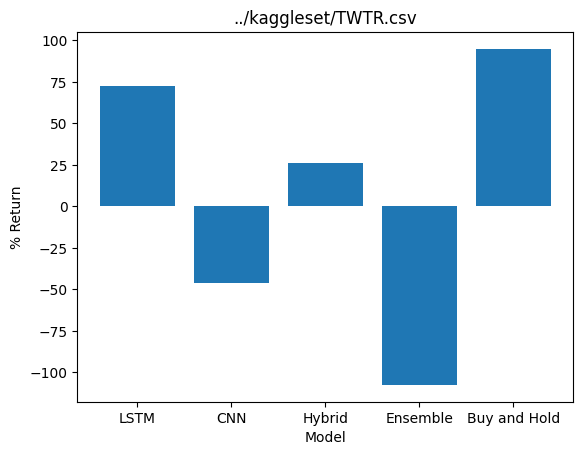 ../kaggleset/TWTR.csv
100
75
50
25
0
−25
−50
−75
−100
% Return
LSTM CNN Hybrid Ensemble Buy and Hold
Model